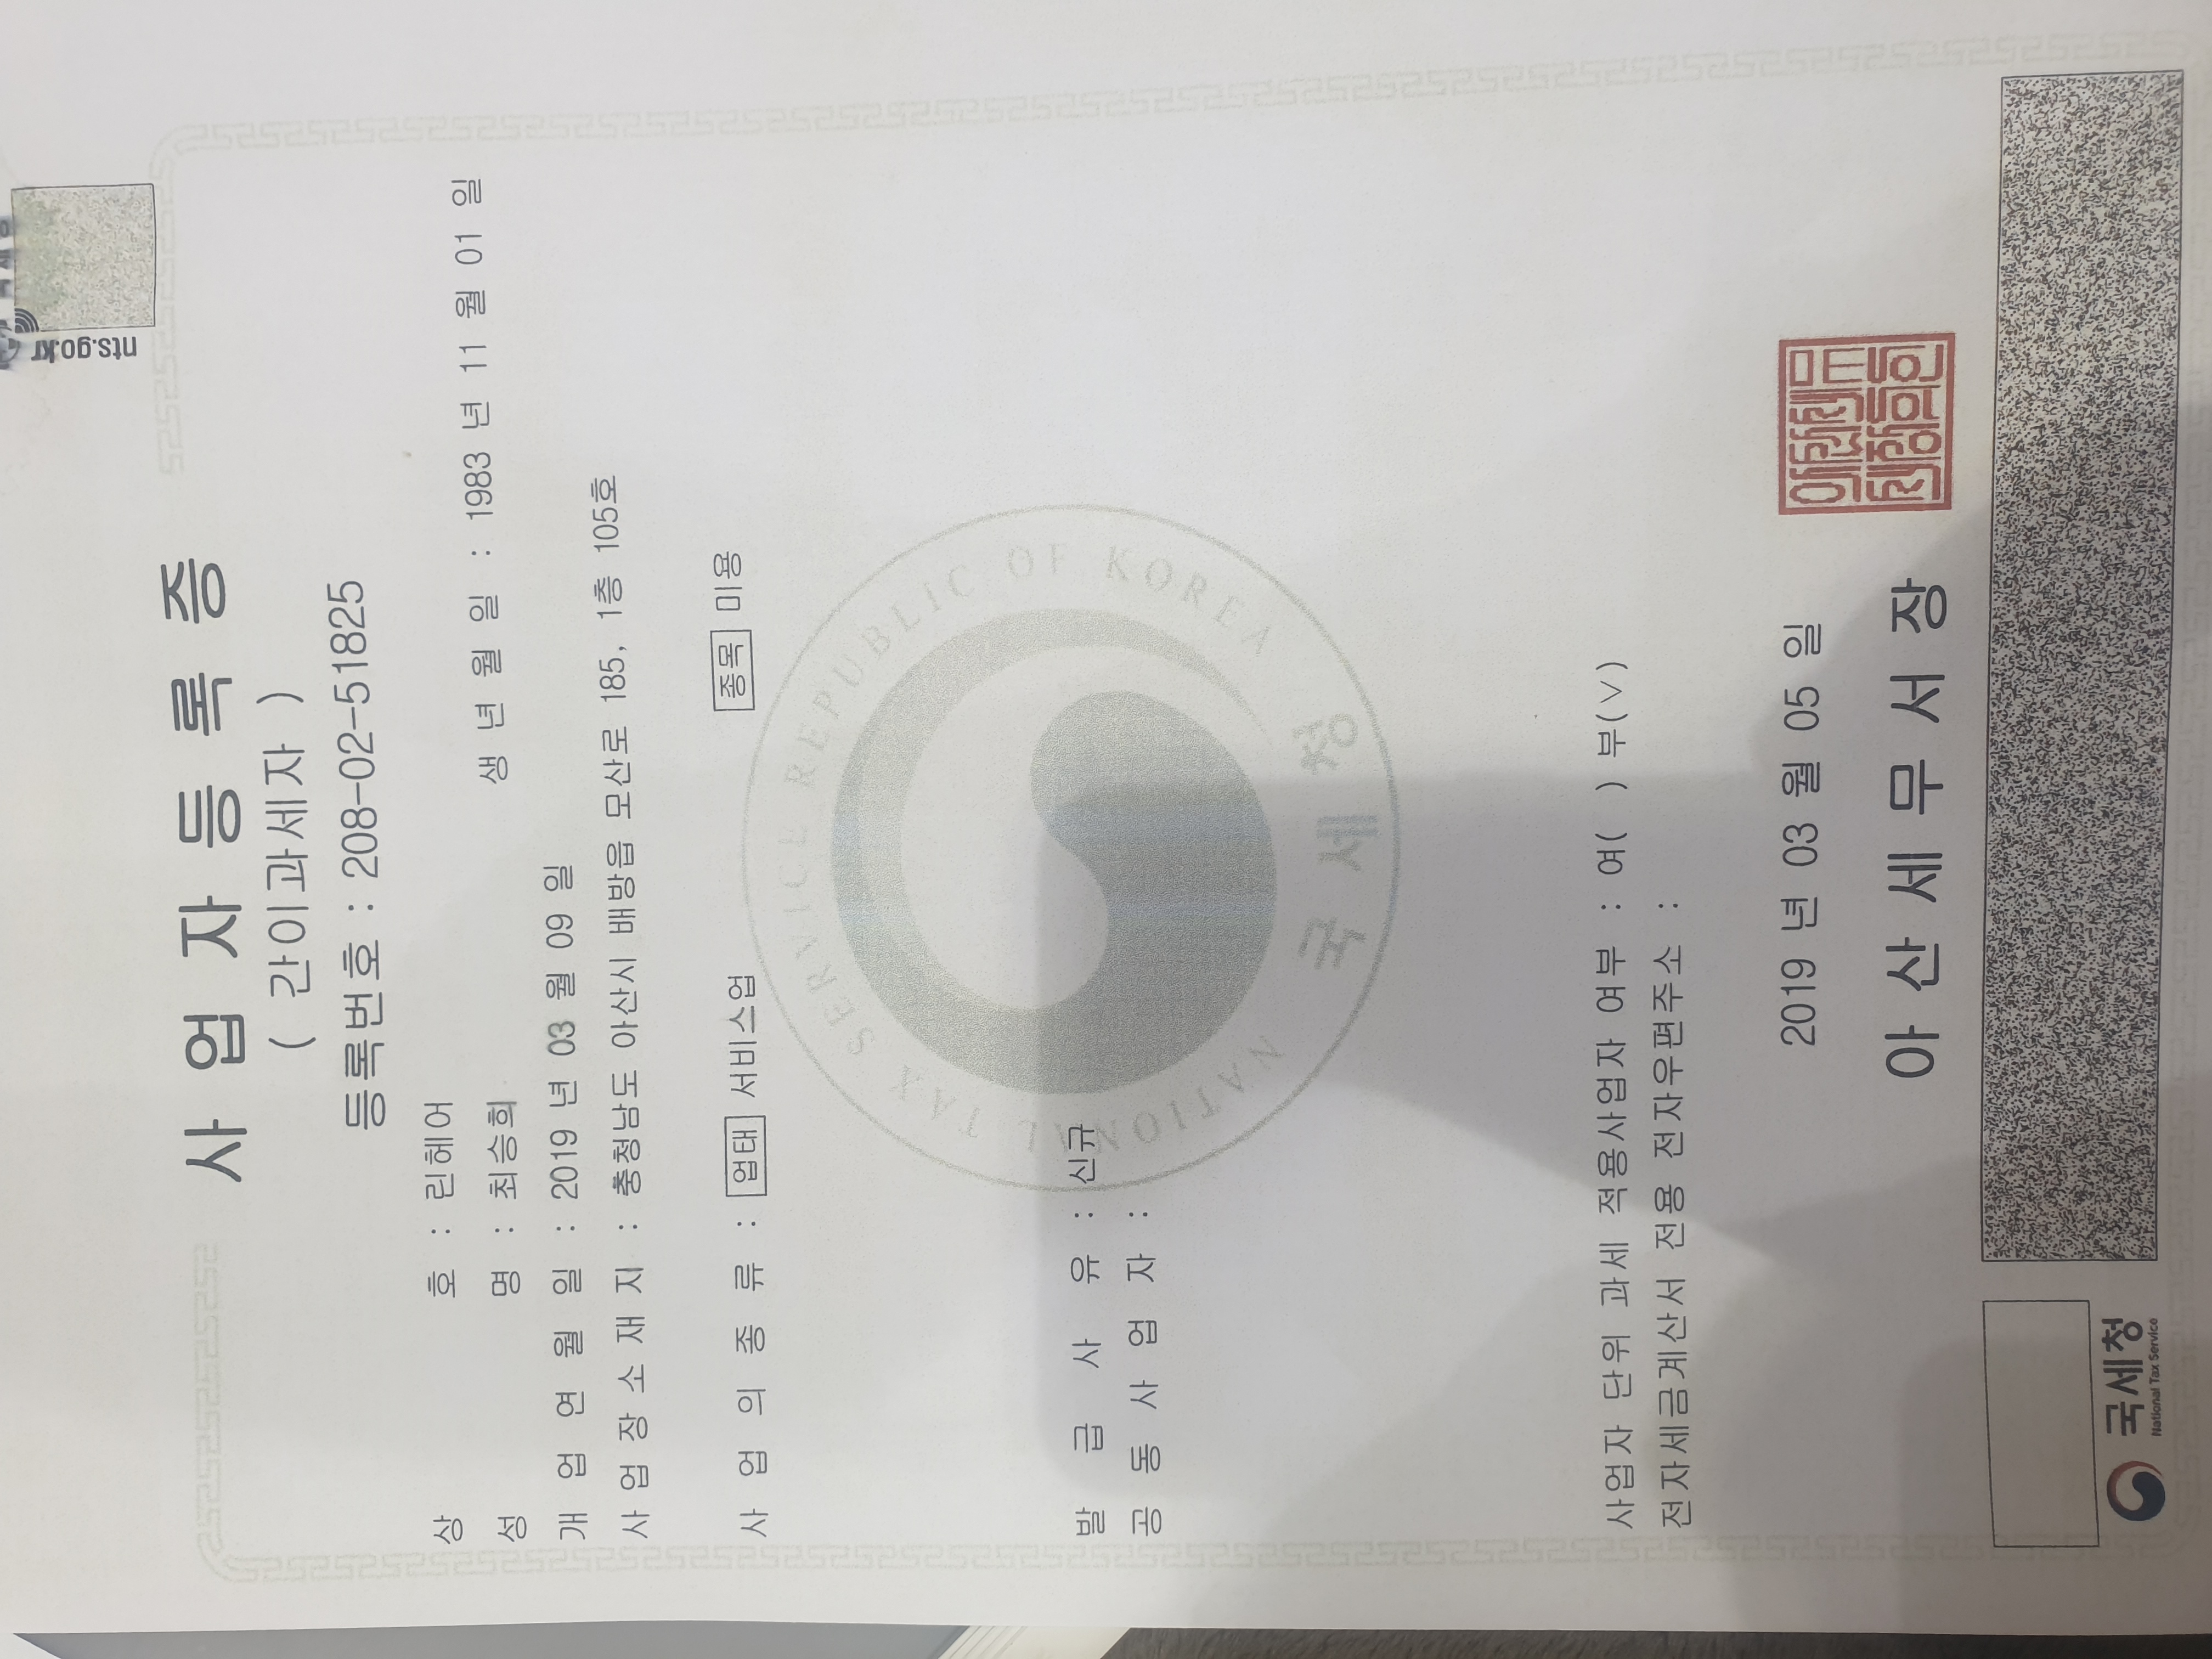 nts.go.kr
사 업 자 등 록 증
( 간이과세자 )
등록번호 : 208-02-51825
상 호 : 린헤어
성 명 : 최승희 생 년 월 일 : 1983 년 11 월 01 일
개 업 연 월 일 : 2019 년 03 월 09 일
사 업 장 소 재 지 : 충청남도 아산시 배방읍 모산로 185, 1층 105호
사 업 의 종 류 : 업태 서비스업 종목 미용
NATIONAL TAX SERVICE REPUBLIC OF KOREA
국 세 청
발 급 사 유 : 신규
공 동 사 업 자 :
사업자 단위 과세 적용사업자 여부 : 여( ) 부(∨)
전자세금계산서 전용 전자우편주소 :
2019 년 03 월 05 일
아 산 세 무 서 장
국세청
National Tax Service